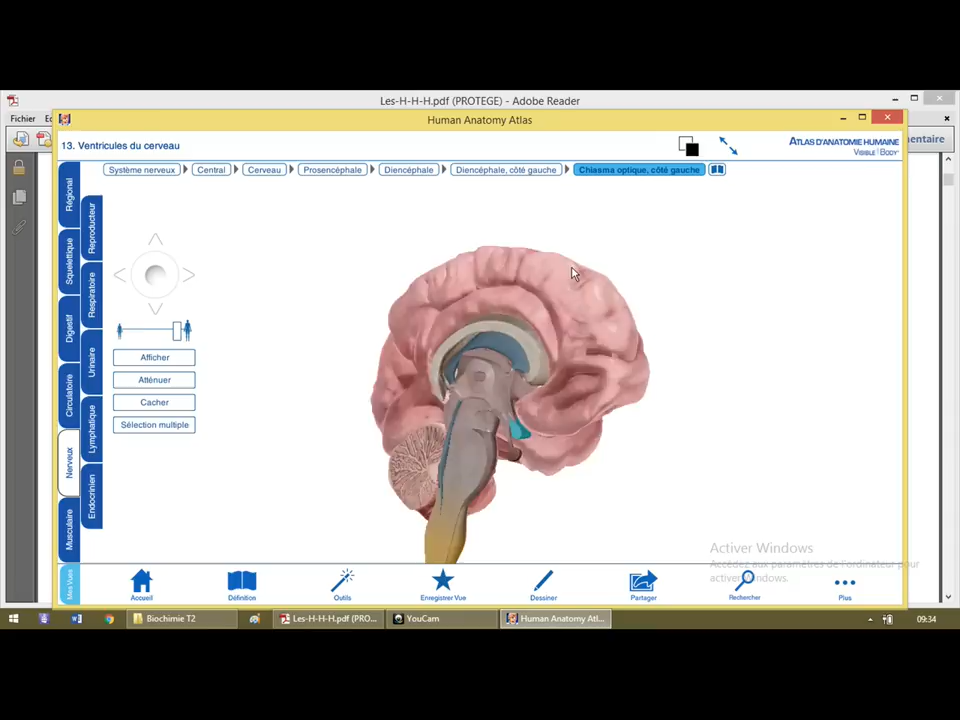 Les-H-H-H.pdf (PROTEGE) - Adobe Reader
Fichier
Human Anatomy Atlas
13. Ventricules du cerveau
ATLAS D'ANATOMIE HUMAINE
VISIBLE BODY
Système nerveux
Central
Cerveau
Prosencéphale
Diencéphale
Diencéphale, côté gauche
Chiasma optique, côté gauche
Régional
Squelettique
Digestif
Circulatoire
Nerveux
Musculaire
Mes Vues
Reproducteur
Respiratoire
Urinaire
Lymphatique
Endocrinien
Afficher
Atténuer
Cacher
Sélection multiple
Activer Windows
Accédez aux paramètres de l'ordinateur pour
activer Windows.
Accueil
Définition
Outils
Enregistrer Vue
Dessiner
Partager
Rechercher
Plus
Biochimie T2
Les-H-H-H.pdf (PRO...
YouCam
Human Anatomy Atl...
09:34